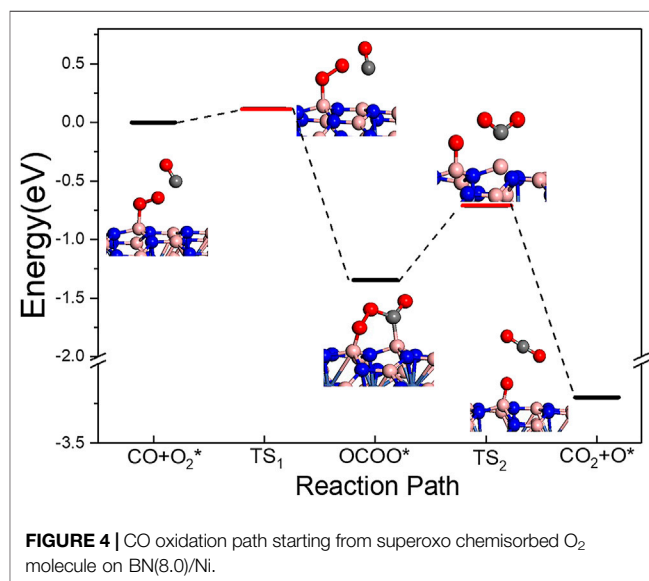 0.5
0.0
-0.5
-1.0
-1.5
-2.0
-3.5
Energy(eV)
CO+O₂* TS₁ OCOO* TS₂ CO₂+O*
Reaction Path
FIGURE 4 | CO oxidation path starting from superoxo chemisorbed O₂
molecule on BN(8.0)/Ni.